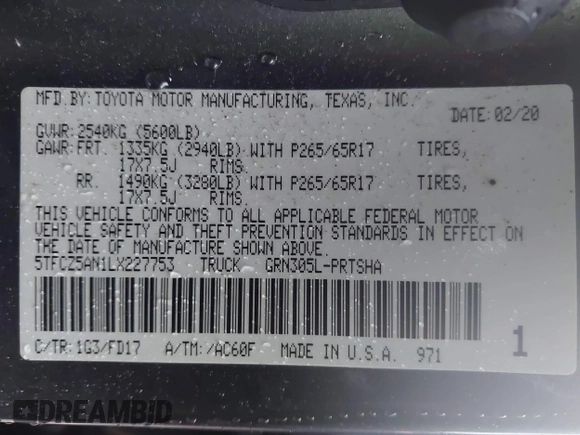 MFD.BY:TOYOTA MOTOR MANUFACTURING, TEXAS, INC.
DATE:02/20
GVWR:2540KG (5600LB)
GAWR:FRT. 1335KG (2940LB) WITH P265/65R17 TIRES,
17X7.5J RIMS.
RR. 1490KG (3280LB) WITH P265/65R17 TIRES,
17X7.5J RIMS.
THIS VEHICLE CONFORMS TO ALL APPLICABLE FEDERAL MOTOR
VEHICLE SAFETY AND THEFT PREVENTION STANDARDS IN EFFECT ON
THE DATE OF MANUFACTURE SHOWN ABOVE.
5TFCZ5AN1LX227753 TRUCK GRN305L-PRTSHA
C/TR:1G3/FD17 A/TM:/AC60F MADE IN U.S.A. 971 1
DREAMBID